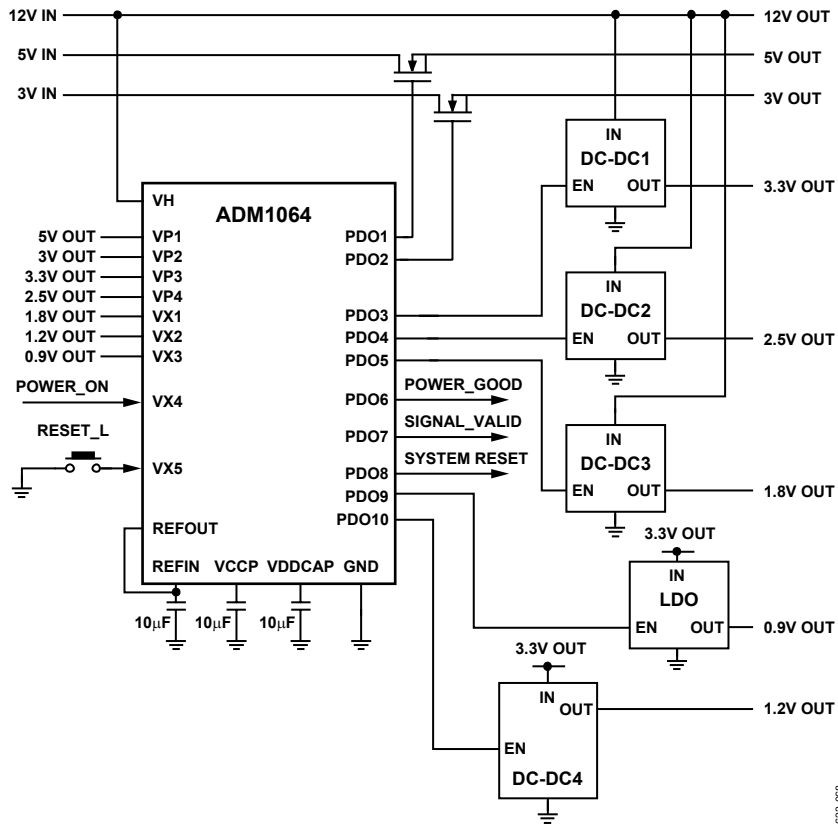 12V IN
12V OUT
5V IN
5V OUT
3V IN
3V OUT
IN
DC-DC1
EN OUT
3.3V OUT
ADM1064
VH
5V OUT
VP1
3V OUT
VP2
3.3V OUT
VP3
2.5V OUT
VP4
1.8V OUT
VX1
1.2V OUT
VX2
0.9V OUT
VX3
POWER_ON
VX4
RESET_L
VX5
REFOUT
REFIN VCCP VDDCAP GND
10μF 10μF 10μF
PDO1
PDO2
PDO3
PDO4
PDO5
PDO6
POWER_GOOD
PDO7
SIGNAL_VALID
PDO8
SYSTEM RESET
PDO9
PDO10
IN
DC-DC2
EN OUT
2.5V OUT
IN
DC-DC3
EN OUT
1.8V OUT
3.3V OUT
IN
LDO
EN OUT
0.9V OUT
3.3V OUT
IN
OUT
1.2V OUT
EN
DC-DC4